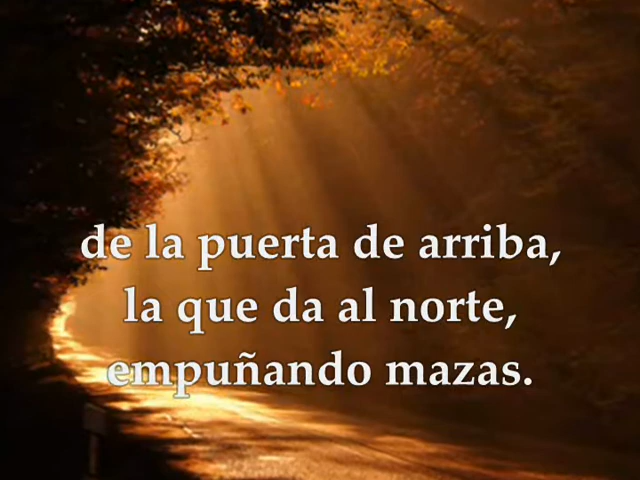 de la puerta de arriba,
la que da al norte,
empuñando mazas.